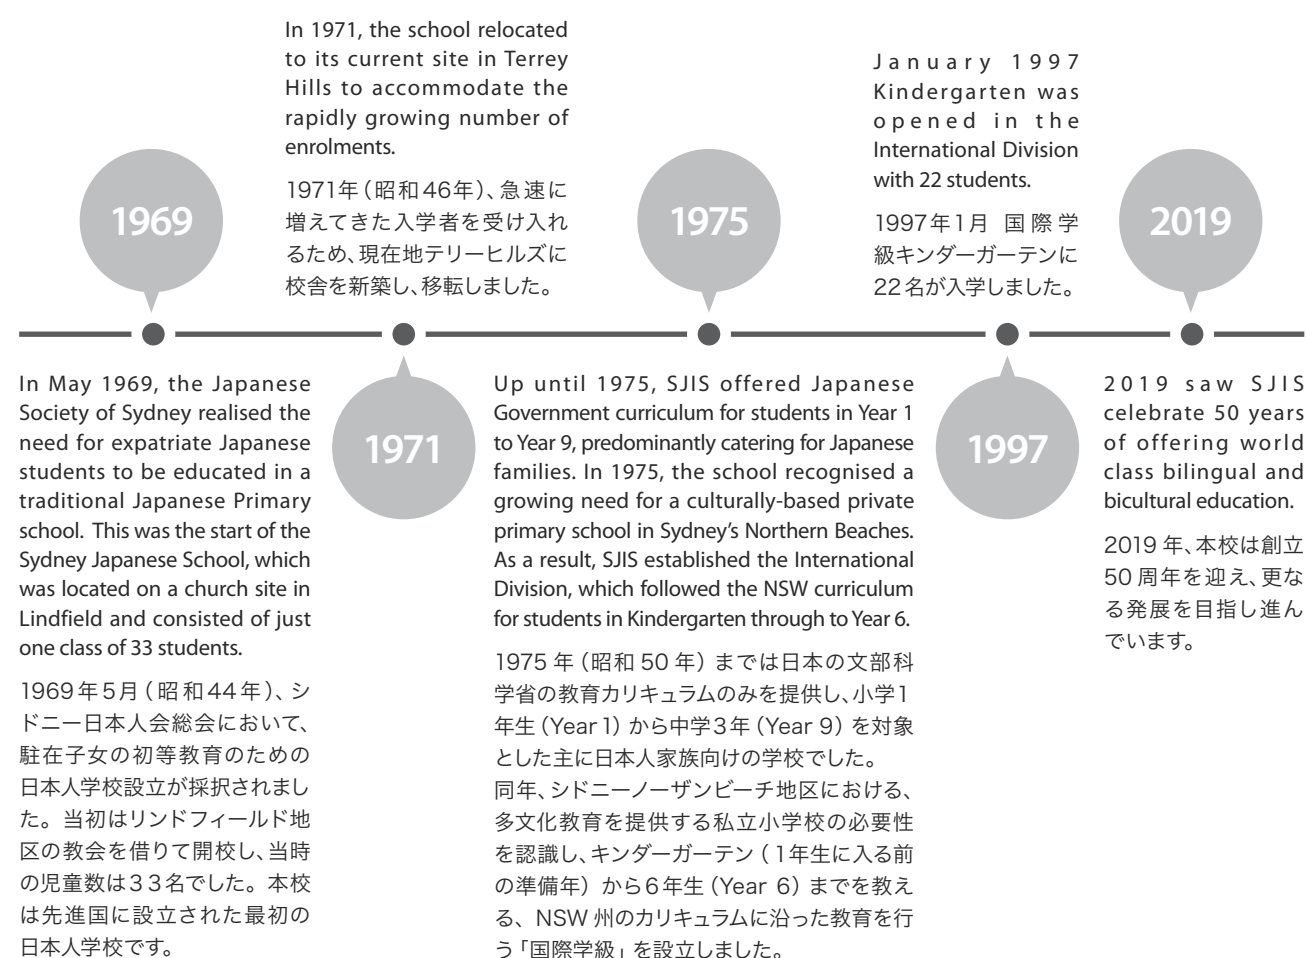 1969
In May 1969, the Japanese
Society of Sydney realised the
need for expatriate Japanese
students to be educated in a
traditional Japanese Primary
school. This was the start of the
Sydney Japanese School, which
was located on a church site in
Lindfield and consisted of just
one class of 33 students.
1969年5月（昭和44年）、シ
ドニー日本人会総会において、
駐在子女の初等教育のための
日本人学校設立が採択されまし
た。当初はリンドフィールド地
区の教会を借りて開校し、当時
の児童数は３３名でした。本校
は先進国に設立された最初の
日本人学校です。
In 1971, the school relocated
to its current site in Terrey
Hills to accommodate the
rapidly growing number of
enrolments.
1971年（昭和46年）、急速に
増えてきた入学者を受け入れ
るため、現在地テリーヒルズに
校舎を新築し、移転しました。
1971
1975
Up until 1975, SJIS offered Japanese
Government curriculum for students in Year 1
to Year 9, predominantly catering for Japanese
families. In 1975, the school recognised a
growing need for a culturally-based private
primary school in Sydney’s Northern Beaches.
As a result, SJIS established the International
Division, which followed the NSW curriculum
for students in Kindergarten through to Year 6.
1975 年（昭和 50 年）までは日本の文部科
学省の教育カリキュラムのみを提供し、小学1
年生（Year 1）から中学３年（Year 9）を対象
とした主に日本人家族向けの学校でした。
同年、シドニーノーザンビーチ地区における、
多文化教育を提供する私立小学校の必要性
を認識し、キンダーガーテン（１年生に入る前
の準備年）から６年生（Year 6）までを教え
る、NSW 州のカリキュラムに沿った教育を行
う「国際学級」を設立しました。
January 1997
Kindergarten was
opened in the
International Division
with 22 students.
1997年1月 国際学
級キンダーガーテンに
22 名が入学しました。
1997
2019
2019 saw SJIS
celebrate 50 years
of offering world
class bilingual and
bicultural education.
2019 年、本校は創立
50 周年を迎え、更な
る発展を目指し進ん
でいます。